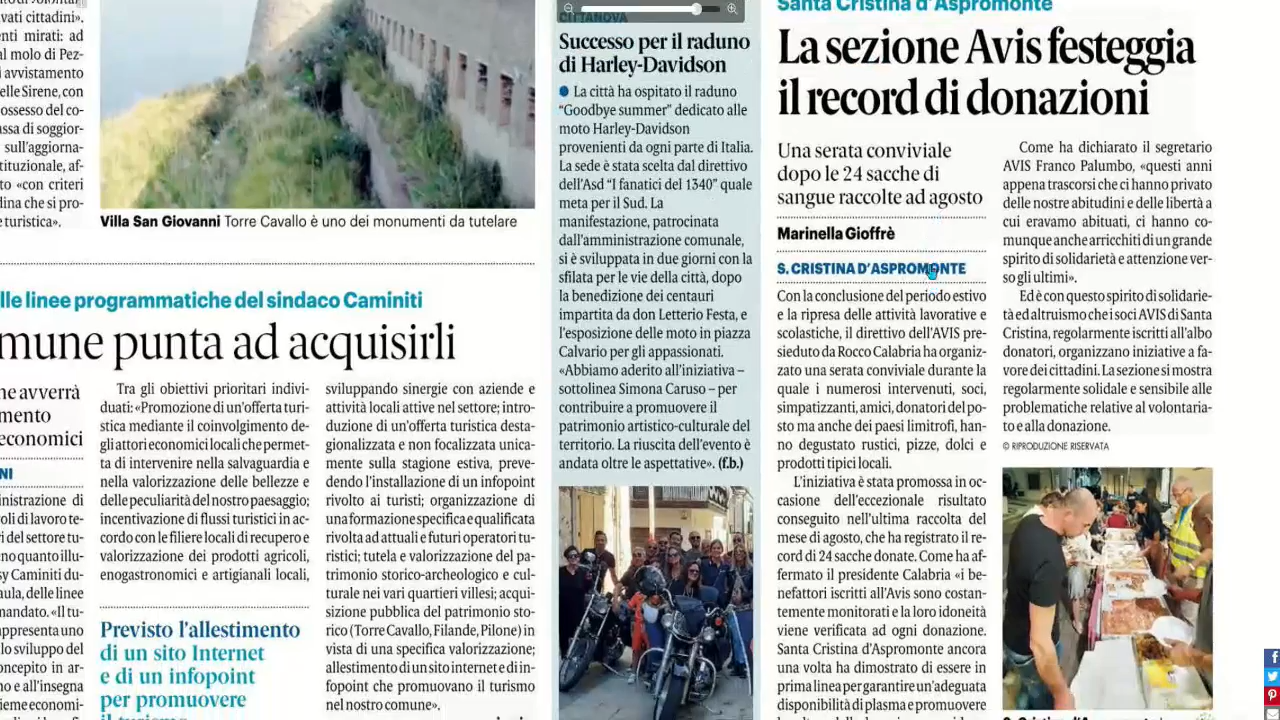 vati cittadini».
enti mirati: ad
al molo di Pez-
avvistamento
elle Sirene, con
ossesso del co-
assa di soggior-
sull'aggiorna-
tituzionale, af-
to «con criteri
dina che si pro-
e turistica».
Villa San Giovanni Torre Cavallo è uno dei monumenti da tutelare
lle linee programmatiche del sindaco Caminiti
mune punta ad acquisirli
ne avverrà
mento
economici
NI
inistrazione di
voli di lavoro te-
ri del settore tu-
no quanto illu-
sy Caminiti du-
aula, delle linee
mandato. «Il tu-
appresenta uno
lo sviluppo del
oncepito in ar-
no e all'insegna
ieme economi-
Tra gli obiettivi prioritari indivi-
duati: «Promozione di un'offerta turi-
stica mediante il coinvolgimento de-
gli attori economici locali che permet-
ta di intervenire nella salvaguardia e
nella valorizzazione delle bellezze e
delle peculiarità del nostro paesaggio;
incentivazione di flussi turistici in ac-
cordo con le filiere locali di recupero e
valorizzazione dei prodotti agricoli,
enogastronomici e artigianali locali,
Previsto l'allestimento
di un sito Internet
e di un infopoint
per promuovere
il turismo
sviluppando sinergie con aziende e
attività locali attive nel settore; intro-
duzione di un'offerta turistica desta-
gionalizzata e non focalizzata unica-
mente sulla stagione estiva, preve-
dendo l'installazione di un infopoint
rivolto ai turisti; organizzazione di
una formazione specifica e qualificata
rivolta ad attuali e futuri operatori tu-
ristici; tutela e valorizzazione del pa-
trimonio storico-archeologico e cul-
turale nei vari quartieri villesi; acqui-
sizione pubblica del patrimonio sto-
rico (Torre Cavallo, Filande, Pilone) in
vista di una specifica valorizzazione;
allestimento di un sito internet e di in-
fopoint che promuovano il turismo
nel nostro comune».
CITTANOVA
Successo per il raduno
di Harley-Davidson
● La città ha ospitato il raduno
“Goodbye summer” dedicato alle
moto Harley-Davidson
provenienti da ogni parte di Italia.
La sede è stata scelta dal direttivo
dell'Asd “I fanatici del 1340” quale
meta per il Sud. La
manifestazione, patrocinata
dall'amministrazione comunale,
si è sviluppata in due giorni con la
sfilata per le vie della città, dopo
la benedizione dei centauri
impartita da don Letterio Festa, e
l'esposizione delle moto in piazza
Calvario per gli appassionati.
«Abbiamo aderito all'iniziativa –
sottolinea Simona Caruso – per
contribuire a promuovere il
patrimonio artistico-culturale del
territorio. La riuscita dell'evento è
andata oltre le aspettative». (f.b.)
Santa Cristina d'Aspromonte
La sezione Avis festeggia
il record di donazioni
Una serata conviviale
dopo le 24 sacche di
sangue raccolte ad agosto
Marinella Gioffrè
S. CRISTINA D'ASPROMONTE
Con la conclusione del periodo estivo
e la ripresa delle attività lavorative e
scolastiche, il direttivo dell'AVIS pre-
sieduto da Rocco Calabria ha organiz-
zato una serata conviviale durante la
quale i numerosi intervenuti, soci,
simpatizzanti, amici, donatori del po-
sto ma anche dei paesi limitrofi, han-
no degustato rustici, pizze, dolci e
prodotti tipici locali.
L'iniziativa è stata promossa in oc-
casione dell'eccezionale risultato
conseguito nell'ultima raccolta del
mese di agosto, che ha registrato il re-
cord di 24 sacche donate. Come ha af-
fermato il presidente Calabria «i be-
nefattori iscritti all'Avis sono costan-
temente monitorati e la loro idoneità
viene verificata ad ogni donazione.
Santa Cristina d'Aspromonte ancora
una volta ha dimostrato di essere in
prima linea per garantire un'adeguata
disponibilità di plasma e promuovere
Come ha dichiarato il segretario
AVIS Franco Palumbo, «questi anni
appena trascorsi che ci hanno privato
delle nostre abitudini e delle libertà a
cui eravamo abituati, ci hanno co-
munque anche arricchiti di un grande
spirito di solidarietà e attenzione ver-
so gli ultimi».
Ed è con questo spirito di solidarie-
tà ed altruismo che i soci AVIS di Santa
Cristina, regolarmente iscritti all'albo
donatori, organizzano iniziative a fa-
vore dei cittadini. La sezione si mostra
regolarmente solidale e sensibile alle
problematiche relative al volontaria-
to e alla donazione.
© RIPRODUZIONE RISERVATA